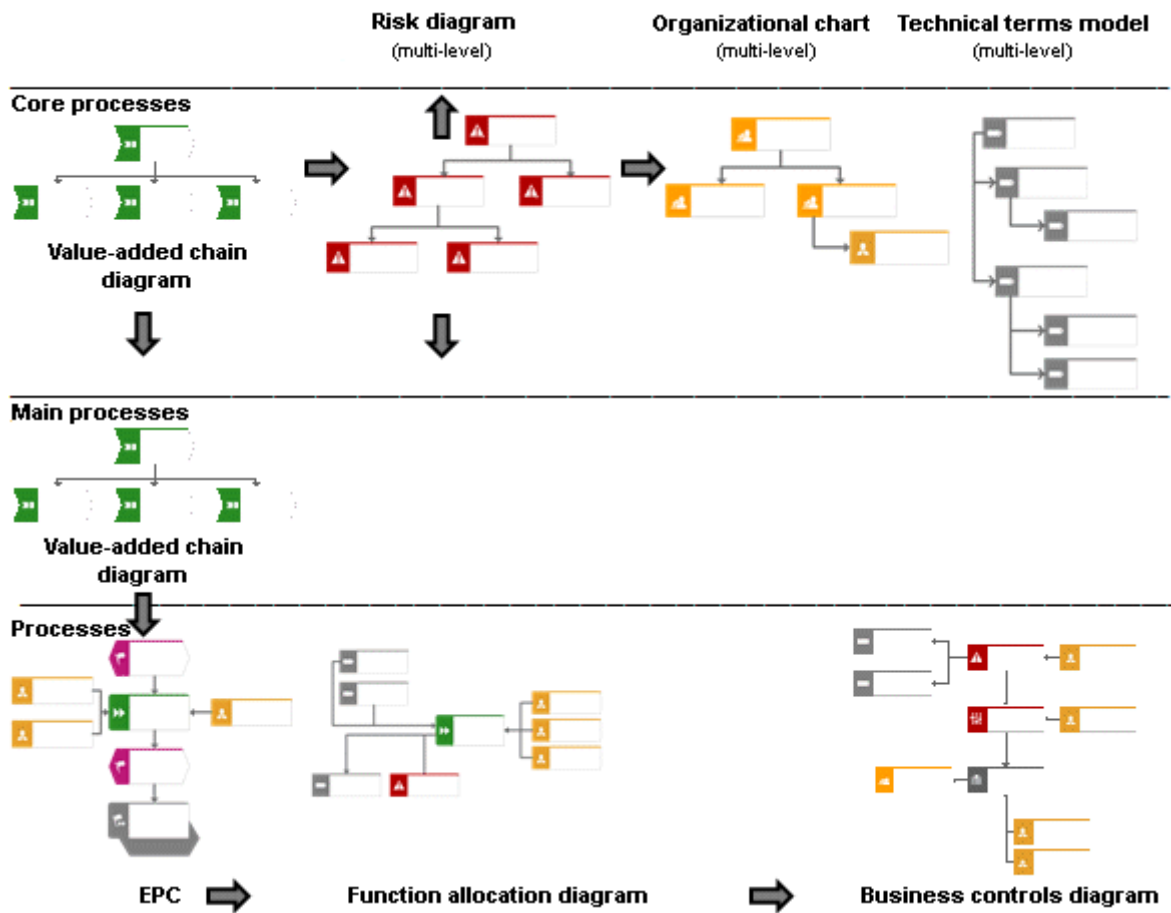 Risk diagram
(multi-level)
Organizational chart
(multi-level)
Technical terms model
(multi-level)
Core processes
Value-added chain
diagram
Main processes
Value-added chain
diagram
Processes
EPC
Function allocation diagram
Business controls diagram